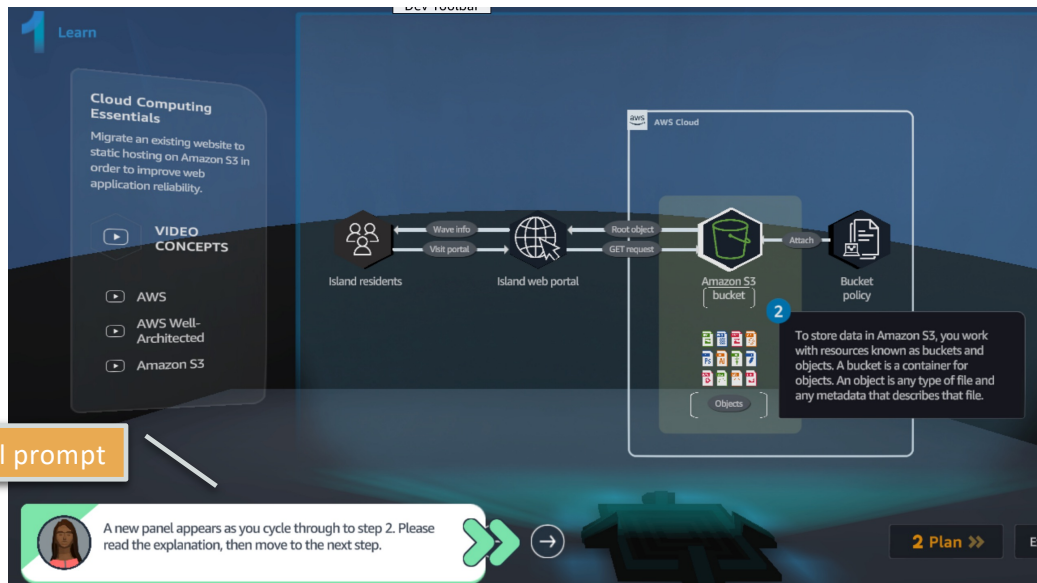 Dev Toolbar
1 Learn
Cloud Computing
Essentials
Migrate an existing website to
static hosting on Amazon S3 in
order to improve web
application reliability.
VIDEO
CONCEPTS
AWS
AWS Well-
Architected
Amazon S3
aws AWS Cloud
Wave info
Visit portal
Root object
GET request
Attach
Island residents
Island web portal
Amazon S3
bucket
Bucket
policy
2
To store data in Amazon S3, you work
with resources known as buckets and
objects. A bucket is a container for
objects. An object is any type of file and
any metadata that describes that file.
Objects
prompt
A new panel appears as you cycle through to step 2. Please
read the explanation, then move to the next step.
2 Plan